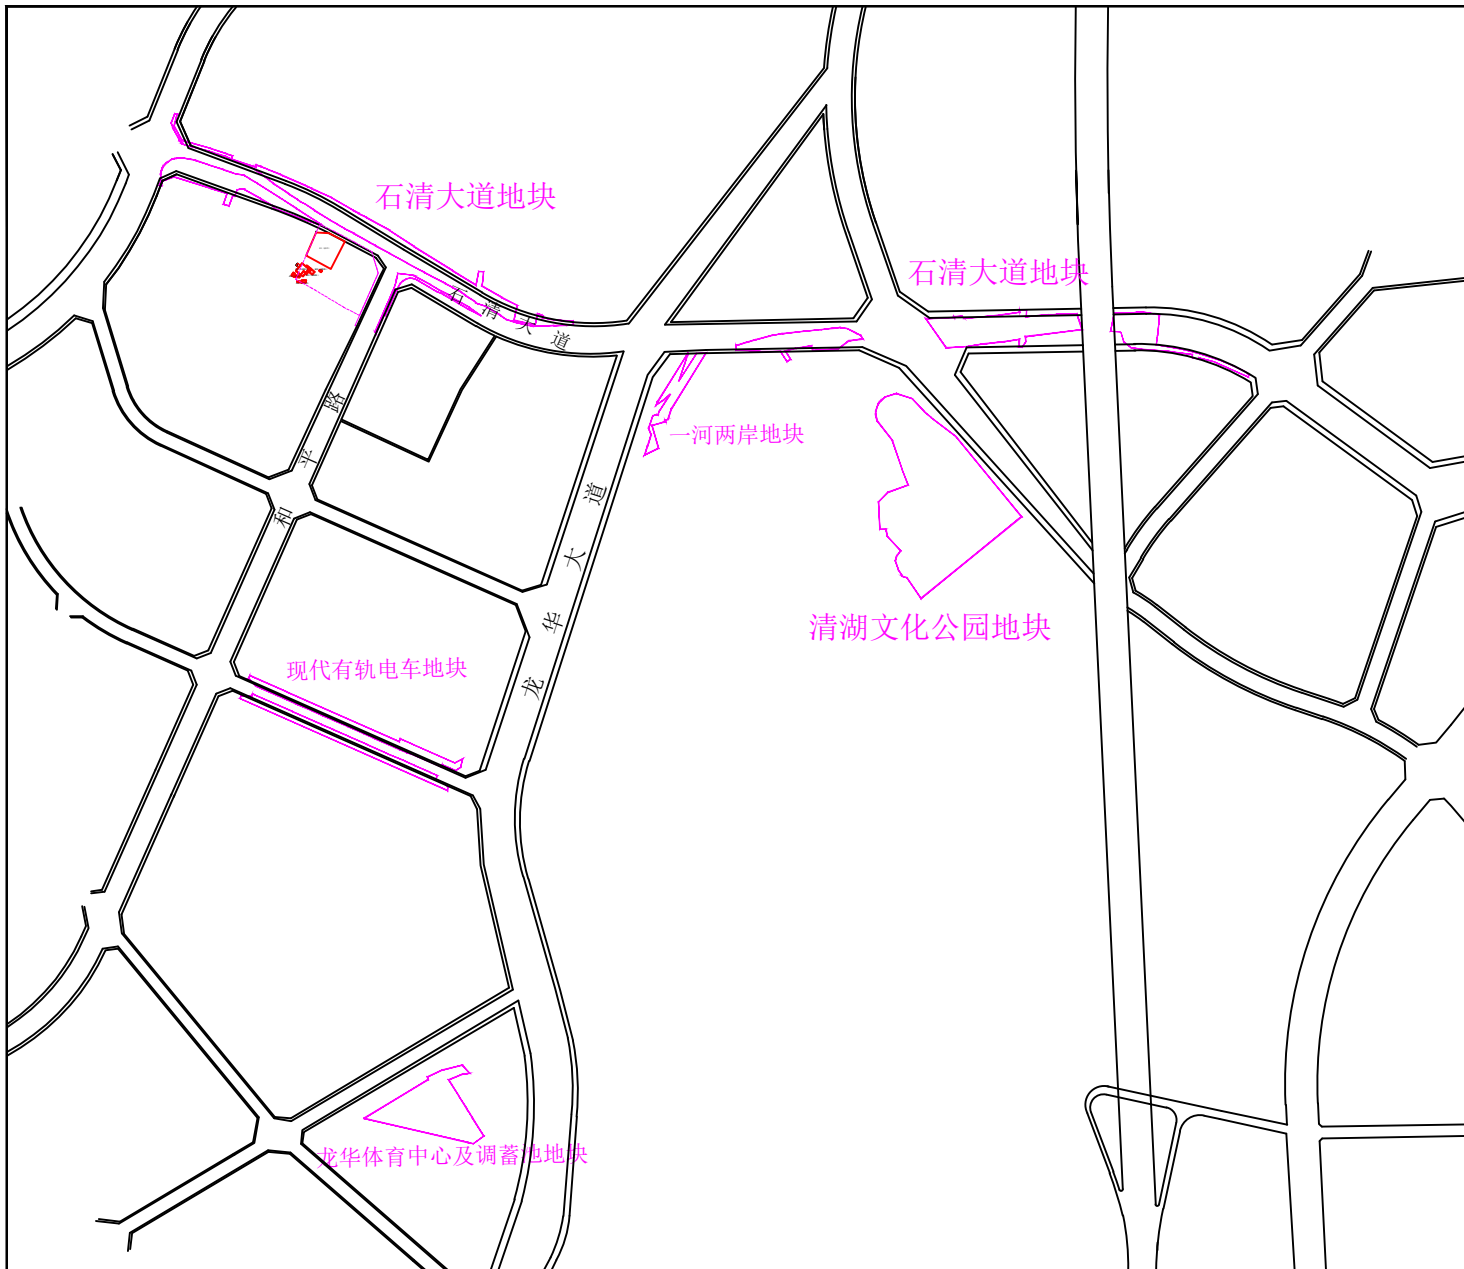 石清大道地块
石清大道地块
石清大道
一河两岸地块
和平路
龙华大道
清湖文化公园地块
现代有轨电车地块
龙华体育中心及调蓄池地块